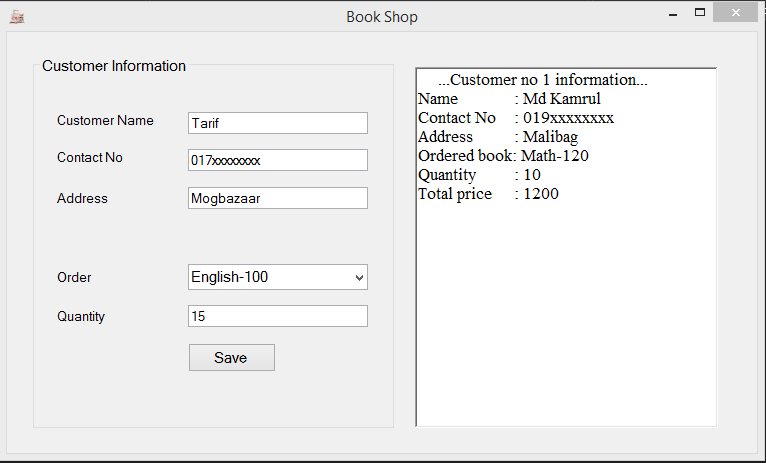 Book Shop
Customer Information
Customer Name Tarif
Contact No 017xxxxxxxx
Address Mogbazaar
Order English-100
Quantity 15
Save
...Customer no 1 information...
Name : Md Kamrul
Contact No : 019xxxxxxxx
Address : Malibag
Ordered book: Math-120
Quantity : 10
Total price : 1200